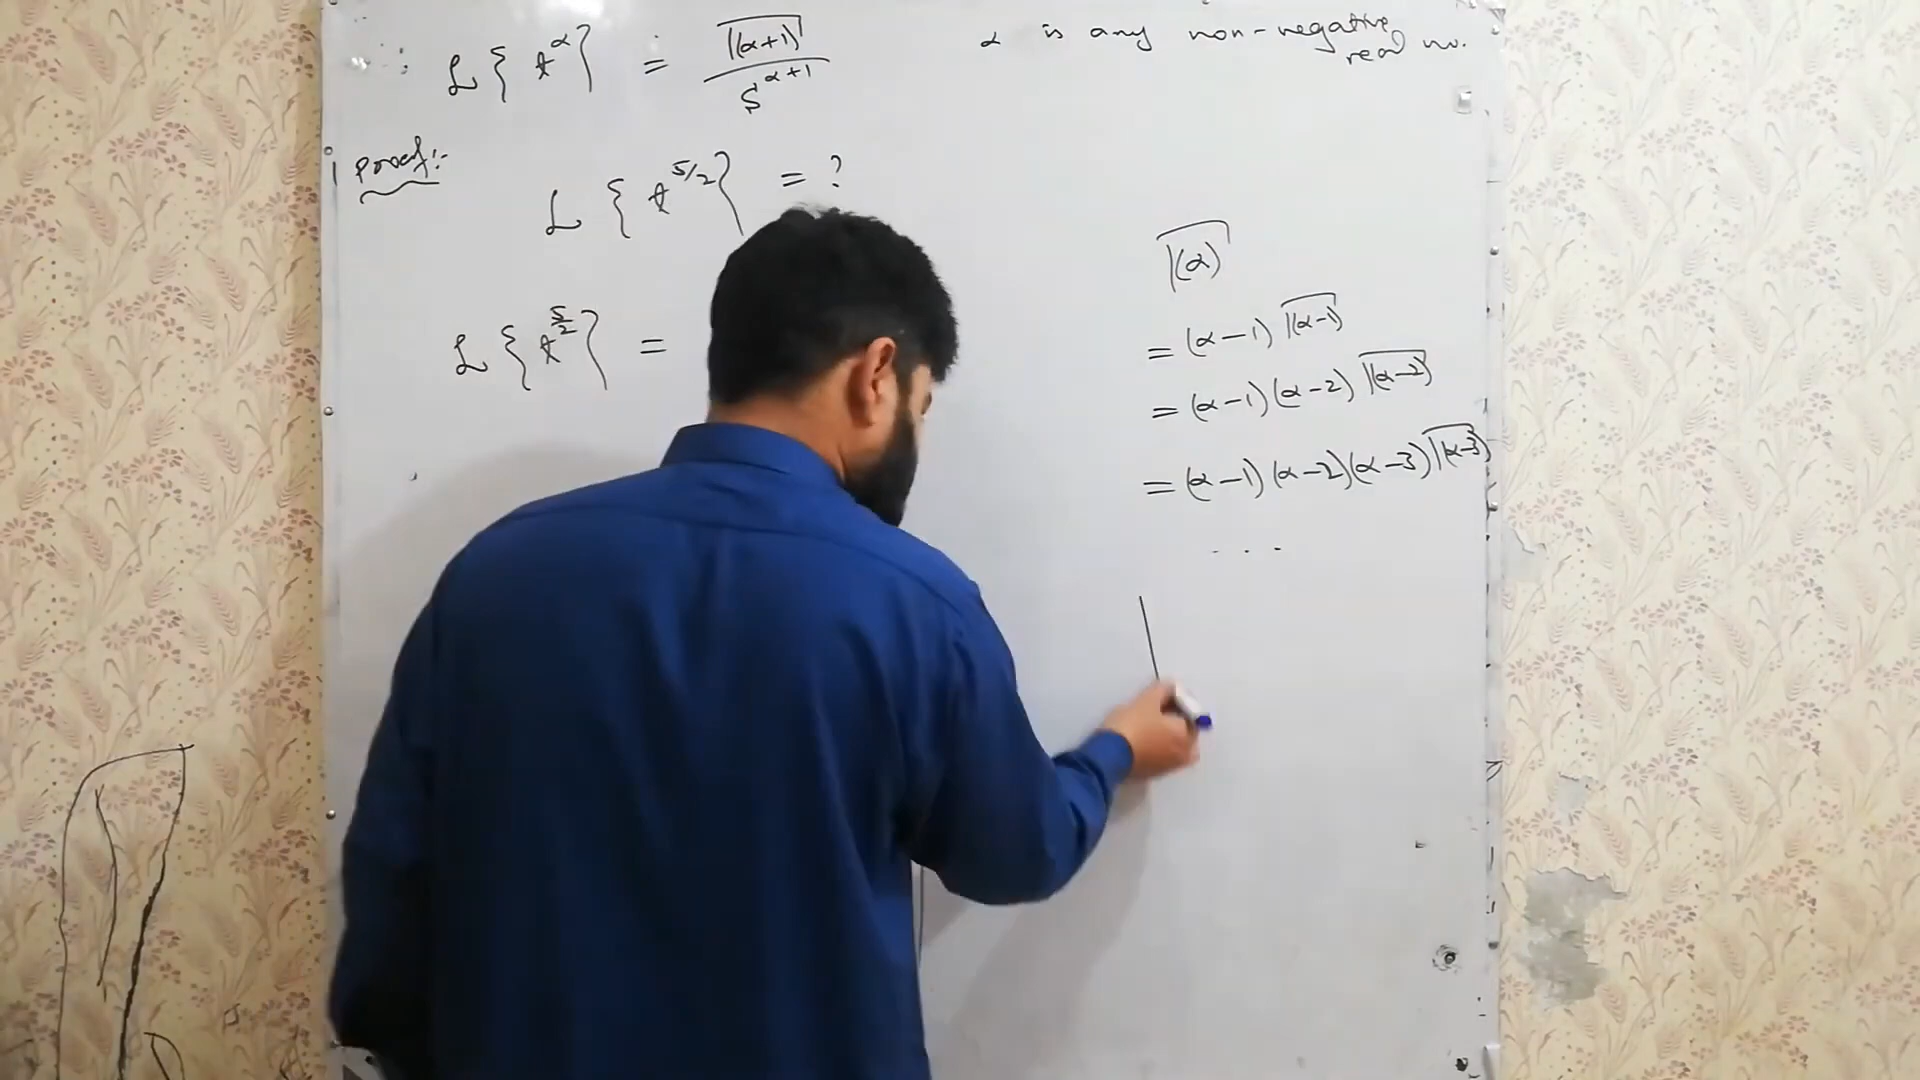 ∴ L{t^α} = Γ(α+1) / S^(α+1)
α is any non-negative real no.
Proof:-
L{t^(5/2)} = ?
L{t^(5/2)} =
Γ(α)
= (α-1) Γ(α-1)
= (α-1)(α-2) Γ(α-2)
= (α-1)(α-2)(α-3) Γ(α-3)
. . .